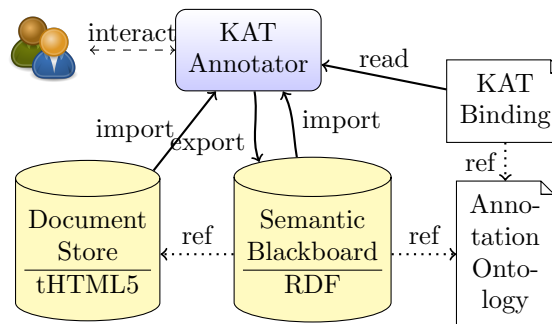 interact
KAT
Annotator
read
KAT
Binding
import
export
import
ref
Document
Store
tHTML5
ref
Semantic
Blackboard
RDF
ref
Anno-
tation
Onto-
logy